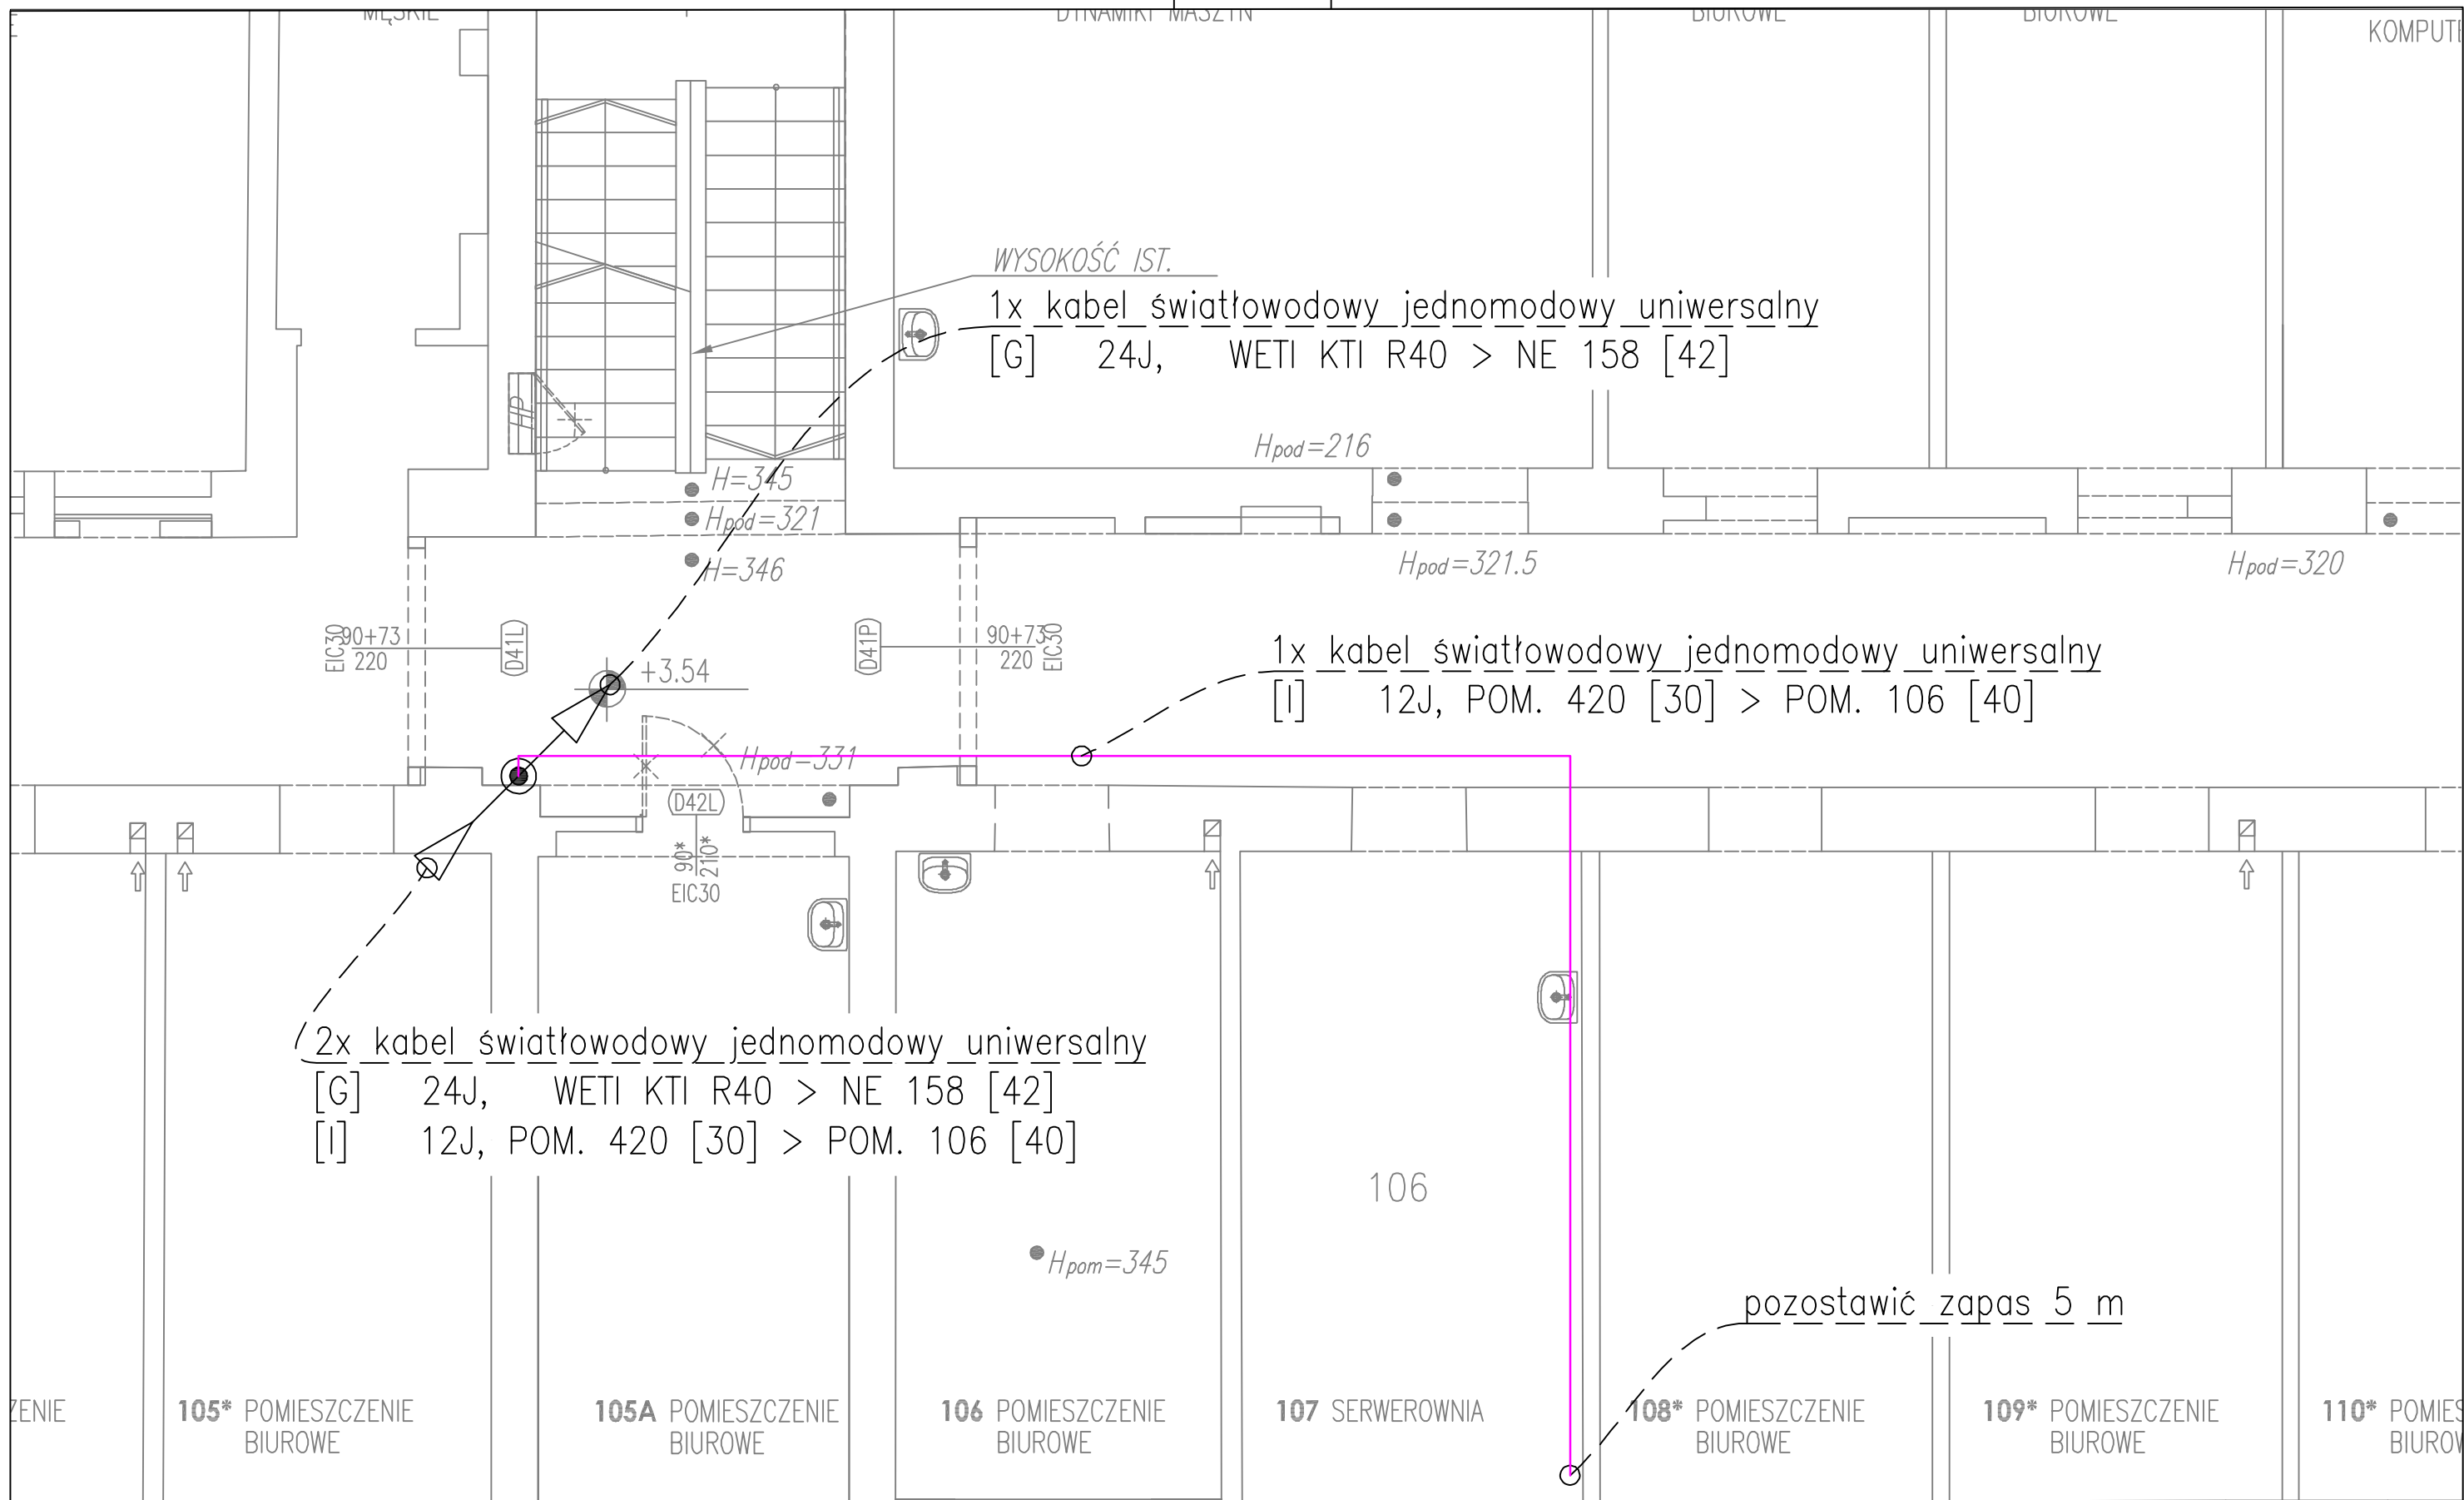 KOMPUT
WYSOKOŚĆ IST.
1x kabel światłowodowy jednomodowy uniwersalny
[G] 24J, WETI KTI R40 > NE 158 [42]
HP
Hpod=216
H=345
Hpod=321
H=346
Hpod=321.5
Hpod=320
EIC30
90+73
220
D41L
D41P
90+73
220
EIC30
+3.54
1x kabel światłowodowy jednomodowy uniwersalny
[I] 12J, POM. 420 [30] > POM. 106 [40]
Hpod=331
D42L
90*
210*
EIC30
2x kabel światłowodowy jednomodowy uniwersalny
[G] 24J, WETI KTI R40 > NE 158 [42]
[I] 12J, POM. 420 [30] > POM. 106 [40]
106
Hpom=345
pozostawić zapas 5 m
ZENIE
105* POMIESZCZENIE
BIUROWE
105A POMIESZCZENIE
BIUROWE
106 POMIESZCZENIE
BIUROWE
107 SERWEROWNIA
108* POMIESZCZENIE
BIUROWE
109* POMIESZCZENIE
BIUROWE
110* POMIES
BIUROW